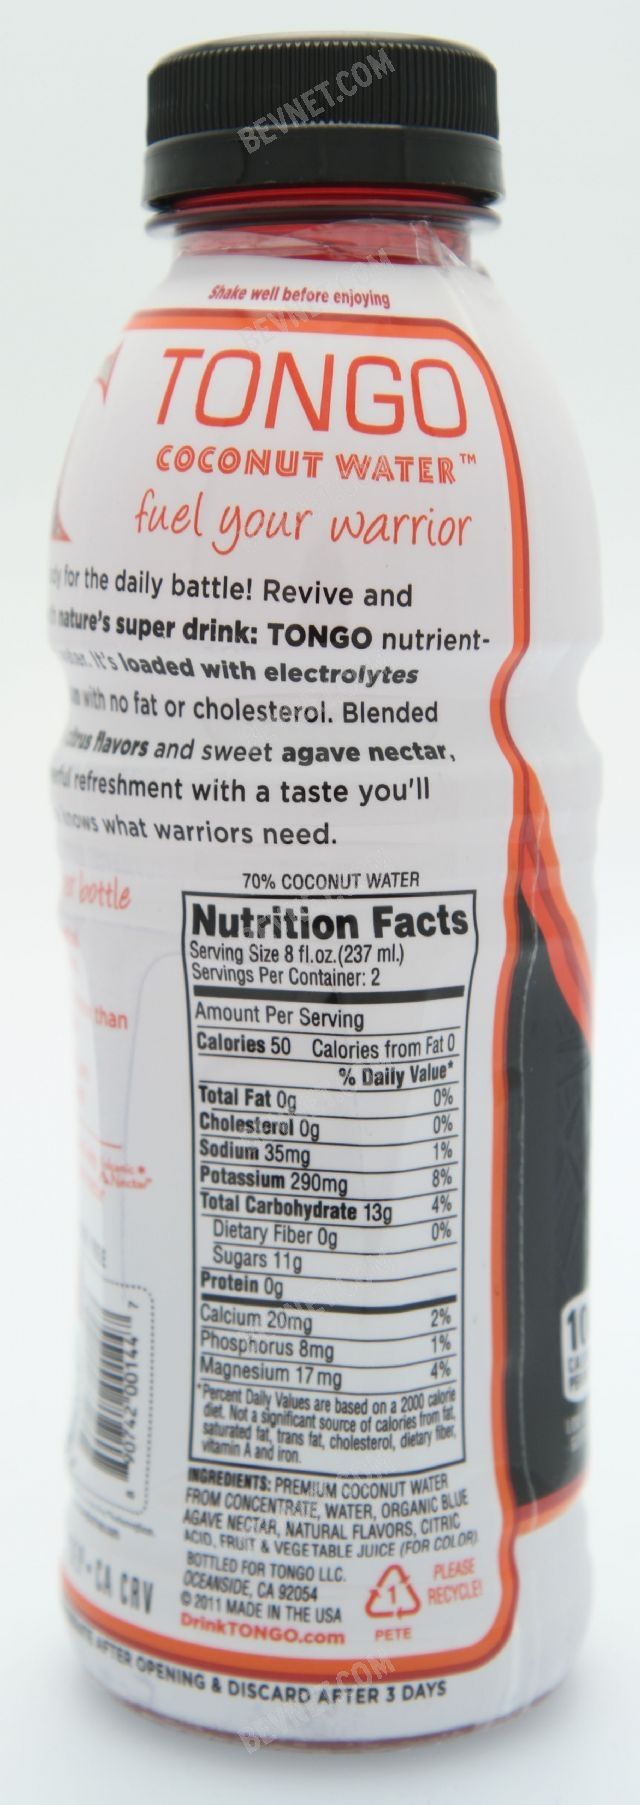 BEVNET.COM
Shake well before enjoying
TONGO
COCONUT WATER™
fuel your warrior
for the daily battle! Revive and
nature's super drink: TONGO nutrient-
It's loaded with electrolytes
with no fat or cholesterol. Blended
flavors and sweet agave nectar,
refreshment with a taste you'll
what warriors need.
bottle
than
70% COCONUT WATER
Nutrition Facts
Serving Size 8 fl.oz.(237 ml.)
Servings Per Container: 2
Amount Per Serving
Calories 50 Calories from Fat 0
% Daily Value*
Total Fat 0g 0%
Cholesterol 0g 0%
Sodium 35mg 1%
Potassium 290mg 8%
Total Carbohydrate 13g 4%
Dietary Fiber 0g 0%
Sugars 11g
Protein 0g
Calcium 20mg 2%
Phosphorus 8mg 1%
Magnesium 17mg 4%
*Percent Daily Values are based on a 2000 calorie
diet. Not a significant source of calories from fat,
saturated fat, trans fat, cholesterol, dietary fiber,
vitamin A and iron.
INGREDIENTS: PREMIUM COCONUT WATER
FROM CONCENTRATE, WATER, ORGANIC BLUE
AGAVE NECTAR, NATURAL FLAVORS, CITRIC
ACID, FRUIT & VEGETABLE JUICE (FOR COLOR)
BOTTLED FOR TONGO LLC.
OCEANSIDE, CA 92054
© 2011 MADE IN THE USA
DrinkTONGO.com
1
PETE
PLEASE
RECYCLE!
90742 00144 7
CA CRV
AFTER OPENING & DISCARD AFTER 3 DAYS
10
BEVNET.COM